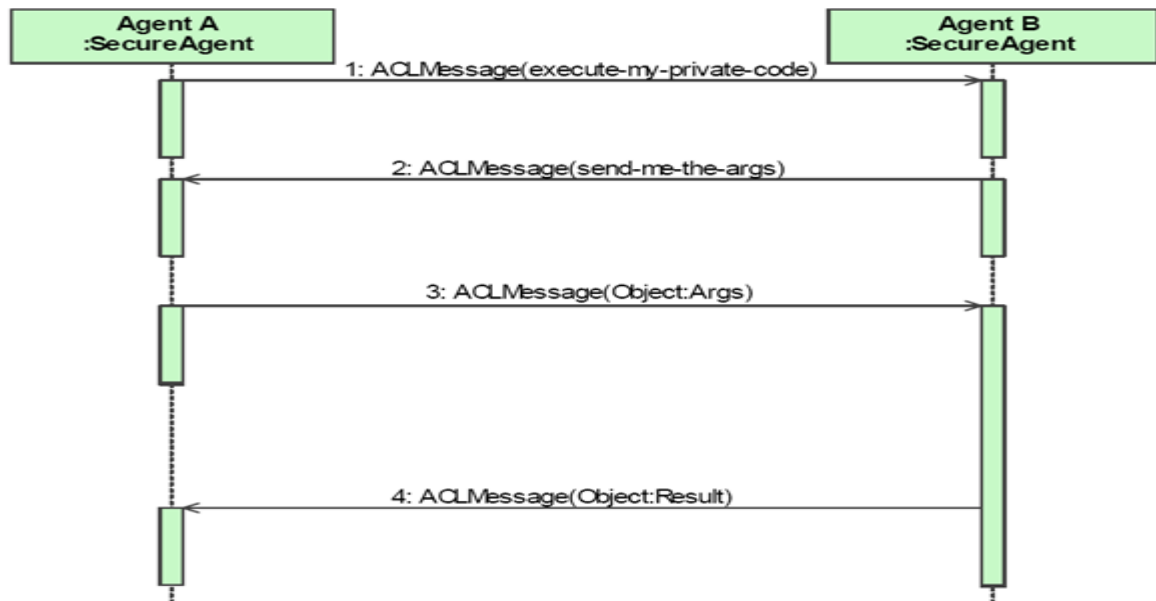 Agent A
:SecureAgent
Agent B
:SecureAgent
1: ACLMessage(execute-my-private-code)
2: ACLMessage(send-me-the-args)
3: ACLMessage(Object:Args)
4: ACLMessage(Object:Result)